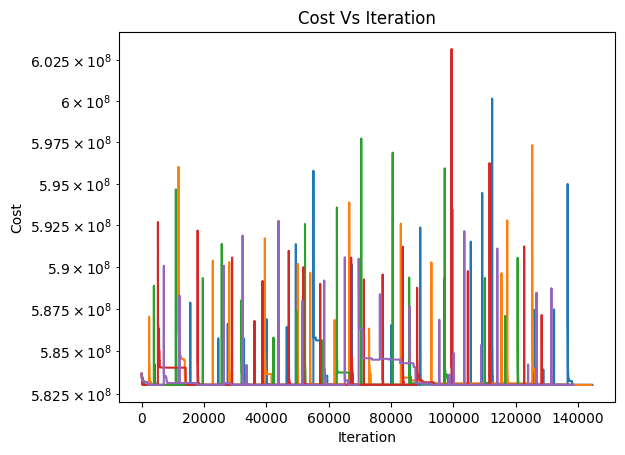 Cost Vs Iteration
Cost
6.025 × 10⁸
6 × 10⁸
5.975 × 10⁸
5.95 × 10⁸
5.925 × 10⁸
5.9 × 10⁸
5.875 × 10⁸
5.85 × 10⁸
5.825 × 10⁸
0 20000 40000 60000 80000 100000 120000 140000
Iteration